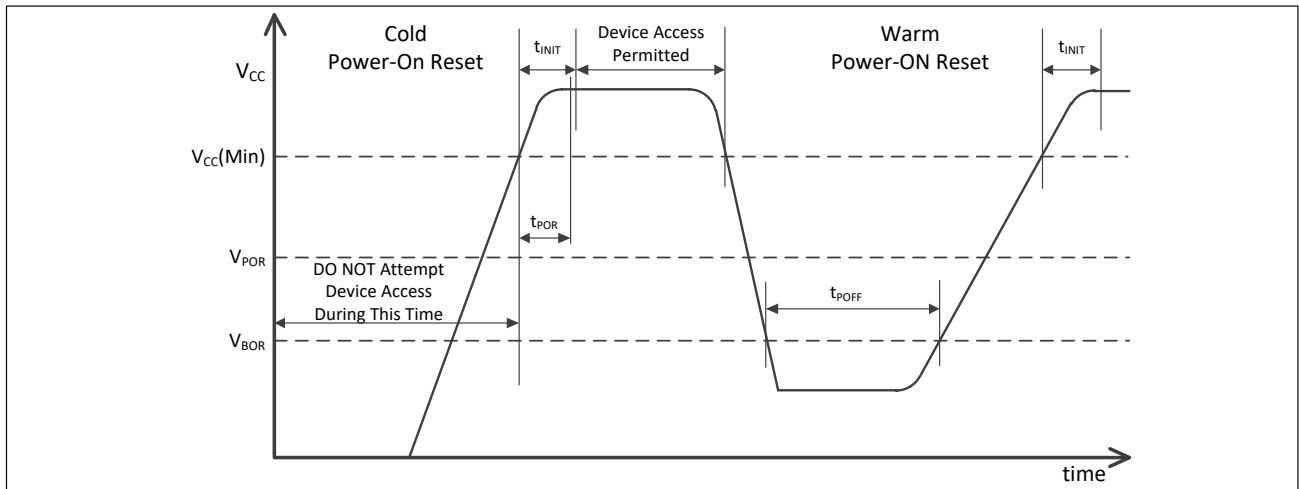 Cold
Power-On Reset
tINIT
Device Access
Permitted
Warm
Power-ON Reset
tINIT
VCC
VCC(Min)
tPOR
VPOR
DO NOT Attempt
Device Access
During This Time
tPOFF
VBOR
time